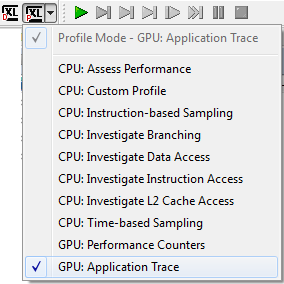 XL
XL
Profile Mode - GPU: Application Trace
CPU: Assess Performance
CPU: Custom Profile
CPU: Instruction-based Sampling
CPU: Investigate Branching
CPU: Investigate Data Access
CPU: Investigate Instruction Access
CPU: Investigate L2 Cache Access
CPU: Time-based Sampling
GPU: Performance Counters
GPU: Application Trace